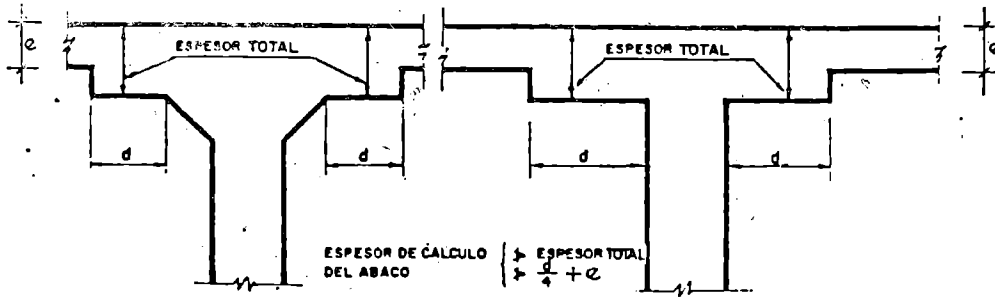 e
ESPESOR TOTAL
ESPESOR TOTAL
e
d
d
d
d
ESPESOR DE CALCULO
DEL ABACO
≯ ESPESOR TOTAL
≯ d/4 + e